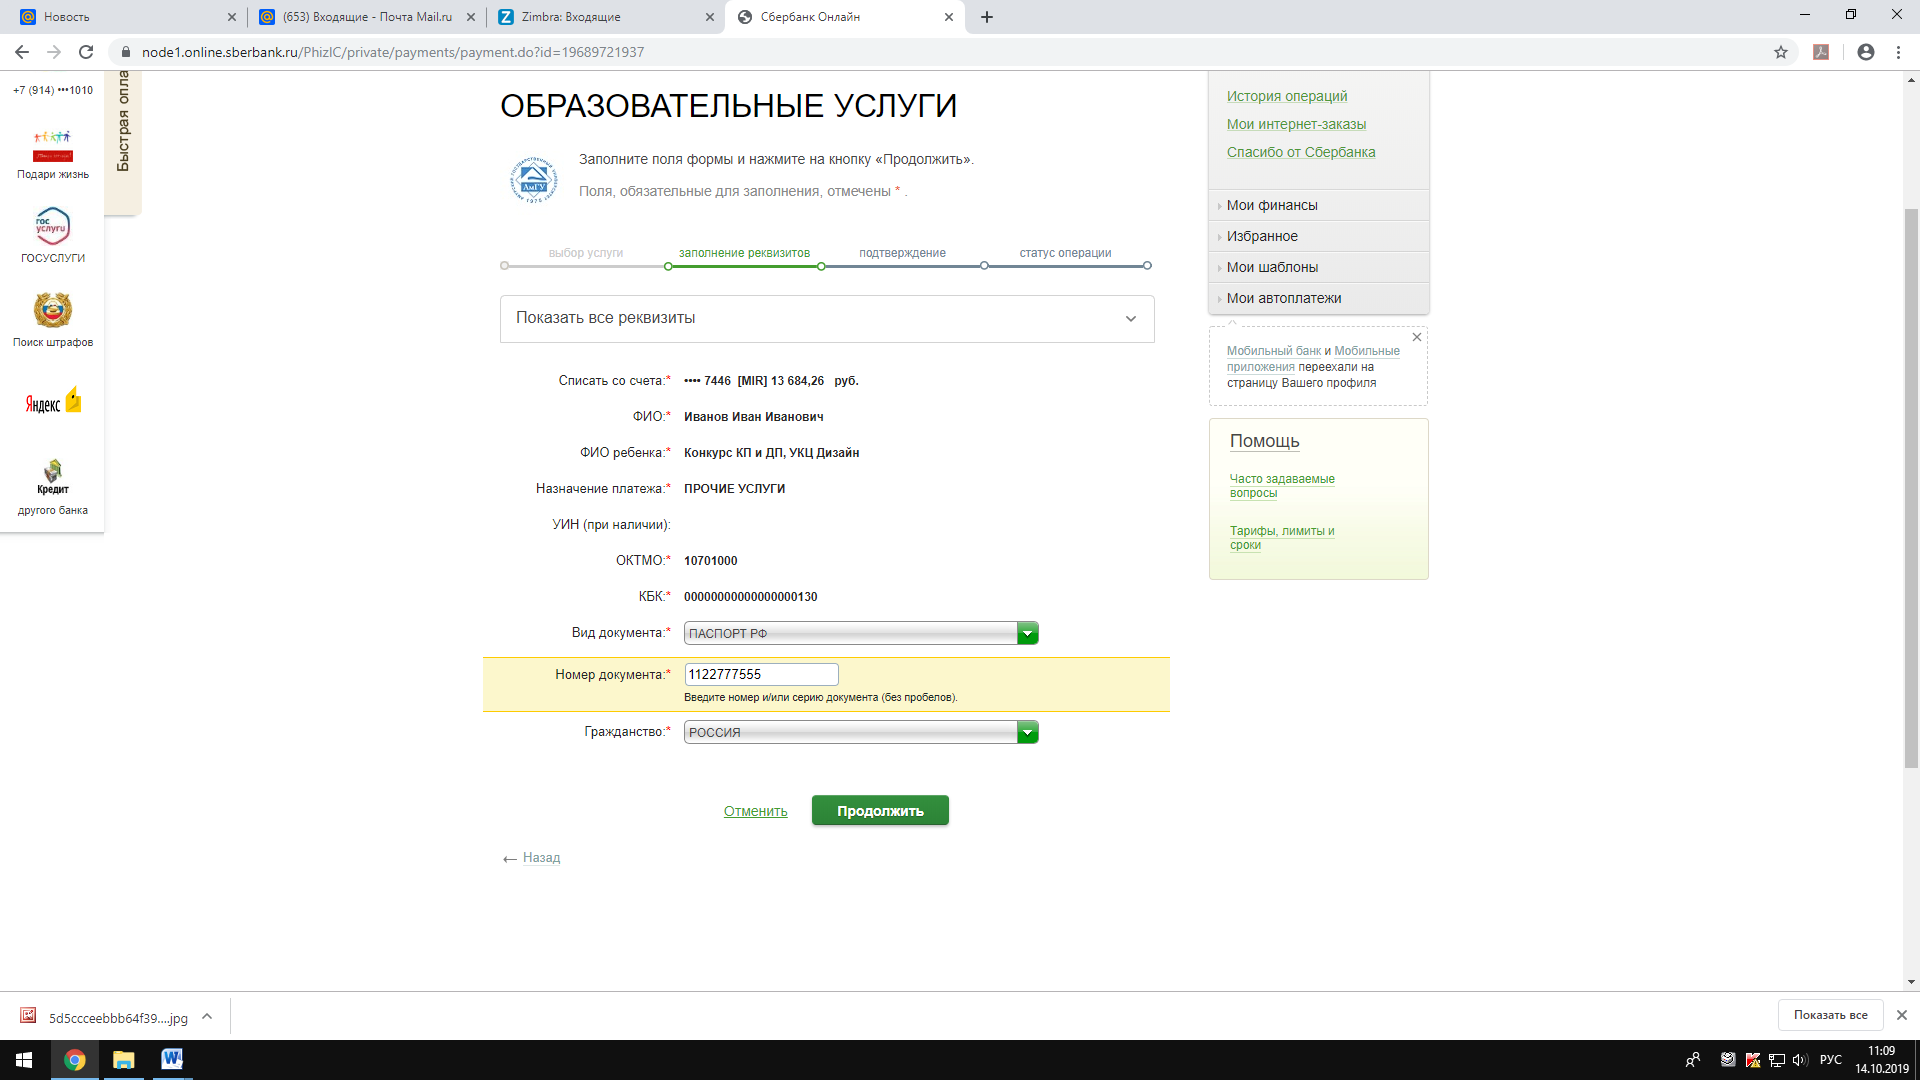 Новость
(653) Входящие - Почта Mail.ru
Zimbra: Входящие
Сбербанк Онлайн
node1.online.sberbank.ru/PhizIC/private/payments/payment.do?id=19689721937
+7 (914) •••1010
Подари жизнь
гос
услуги
ГОСУСЛУГИ
Поиск штрафов
Яндекс
Кредит
другого банка
Быстрая опла
ОБРАЗОВАТЕЛЬНЫЕ УСЛУГИ
АмГУ
Заполните поля формы и нажмите на кнопку «Продолжить».
Поля, обязательные для заполнения, отмечены * .
выбор услуги
заполнение реквизитов
подтверждение
статус операции
Показать все реквизиты
Списать со счета:* •••• 7446 [MIR] 13 684,26 руб.
ФИО:* Иванов Иван Иванович
ФИО ребенка:* Конкурс КП и ДП, УКЦ Дизайн
Назначение платежа:* ПРОЧИЕ УСЛУГИ
УИН (при наличии):
ОКТМО:* 10701000
КБК:* 00000000000000000130
Вид документа:* ПАСПОРТ РФ
Номер документа:* 1122777555
Введите номер и/или серию документа (без пробелов).
Гражданство:* РОССИЯ
Отменить
Продолжить
← Назад
История операций
Мои интернет-заказы
Спасибо от Сбербанка
Мои финансы
Избранное
Мои шаблоны
Мои автоплатежи
Мобильный банк и Мобильные
приложения переехали на
страницу Вашего профиля
Помощь
Часто задаваемые
вопросы
Тарифы, лимиты и
сроки
5d5ccceebbb64f39....jpg
Показать все
РУС
11:09
14.10.2019